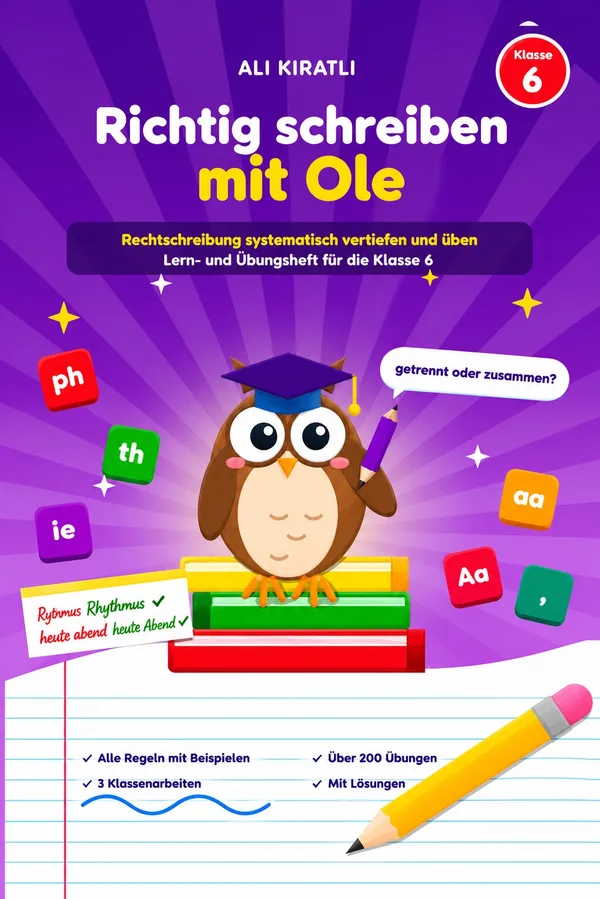 ALI KIRATLI
Klasse
6
Richtig schreiben
mit Ole
Rechtschreibung systematisch vertiefen und üben
Lern- und Übungsheft für die Klasse 6
getrennt oder zusammen?
ph
th
ie
aa
Aa
,
Rytmus Rhythmus ✓
heute abend heute Abend ✓
✓ Alle Regeln mit Beispielen
✓ Über 200 Übungen
✓ 3 Klassenarbeiten
✓ Mit Lösungen